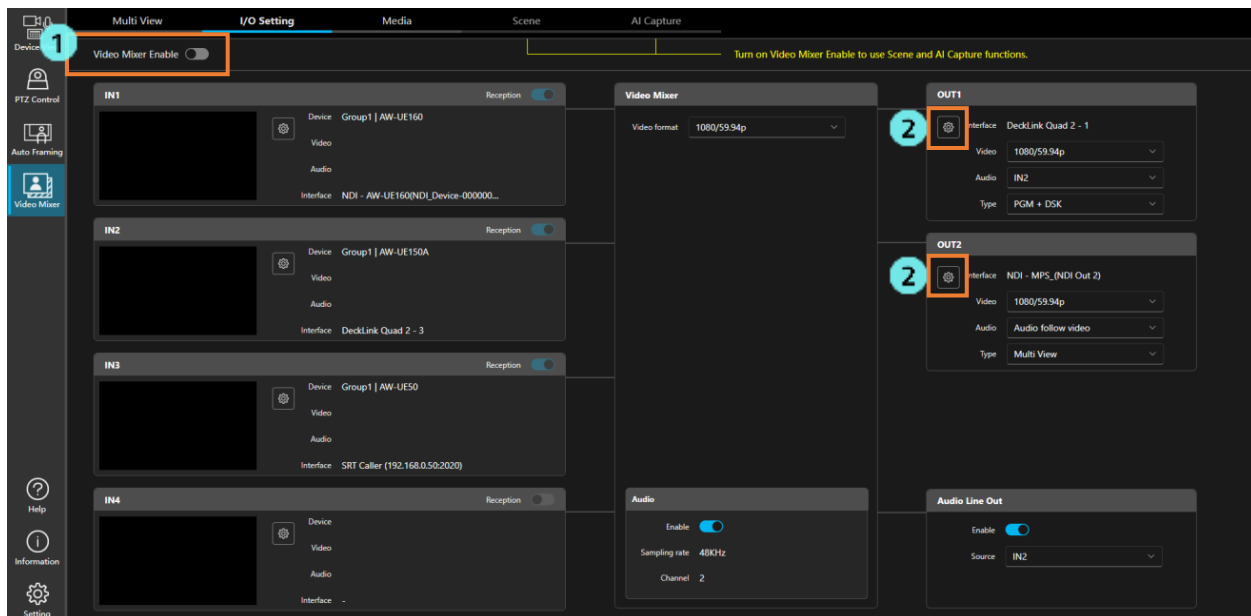 Multi View
I/O Setting
Media
Scene
AI Capture
Device
1
Video Mixer Enable
Turn on Video Mixer Enable to use Scene and AI Capture functions.
PTZ Control
Auto Framing
Video Mixer
Help
Information
Setting
IN1
Reception
Device Group1 | AW-UE160
Video
Audio
Interface NDI - AW-UE160(NDI_Device-000000...
IN2
Reception
Device Group1 | AW-UE150A
Video
Audio
Interface DeckLink Quad 2 - 3
IN3
Reception
Device Group1 | AW-UE50
Video
Audio
Interface SRT Caller (192.168.0.50:2020)
IN4
Reception
Device
Video
Audio
Interface -
Video Mixer
Video format 1080/59.94p
Audio
Enable
Sampling rate 48KHz
Channel 2
OUT1
2
Interface DeckLink Quad 2 - 1
Video 1080/59.94p
Audio IN2
Type PGM + DSK
OUT2
2
Interface NDI - MPS_(NDI Out 2)
Video 1080/59.94p
Audio Audio follow video
Type Multi View
Audio Line Out
Enable
Source IN2